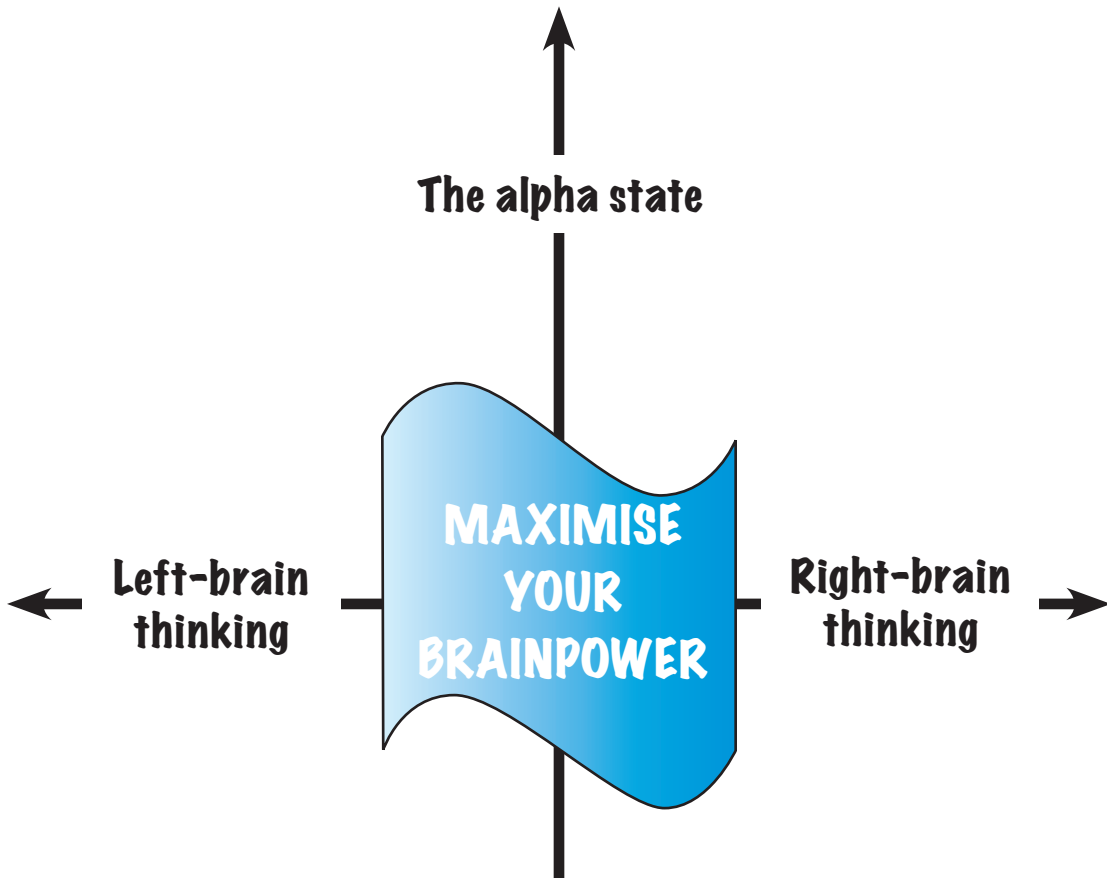 The alpha state
MAXIMISE
YOUR
BRAINPOWER
Left-brain
thinking
Right-brain
thinking